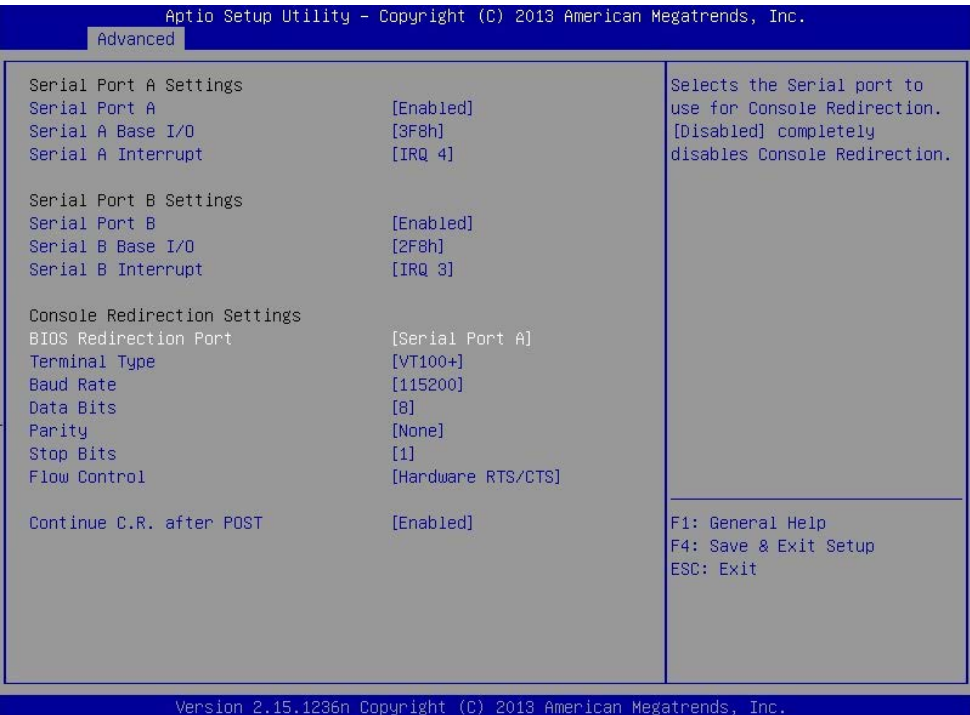 Aptio Setup Utility – Copyright (C) 2013 American Megatrends, Inc.
Advanced
Serial Port A Settings
Serial Port A [Enabled]
Serial A Base I/O [3F8h]
Serial A Interrupt [IRQ 4]
Serial Port B Settings
Serial Port B [Enabled]
Serial B Base I/O [2F8h]
Serial B Interrupt [IRQ 3]
Console Redirection Settings
BIOS Redirection Port [Serial Port A]
Terminal Type [VT100+]
Baud Rate [115200]
Data Bits [8]
Parity [None]
Stop Bits [1]
Flow Control [Hardware RTS/CTS]
Continue C.R. after POST [Enabled]
Selects the Serial port to
use for Console Redirection.
[Disabled] completely
disables Console Redirection.
F1: General Help
F4: Save & Exit Setup
ESC: Exit
Version 2.15.1236n Copyright (C) 2013 American Megatrends, Inc.